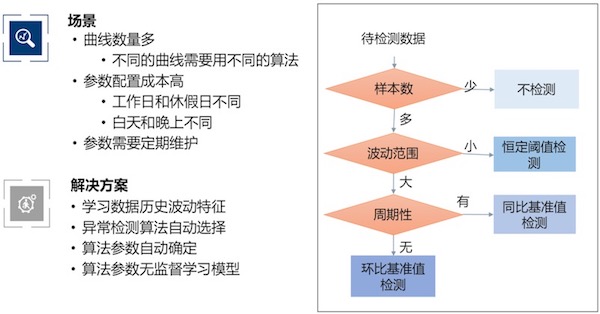 场景
• 曲线数量多
• 不同的曲线需要用不同的算法
• 参数配置成本高
• 工作日和休假日不同
• 白天和晚上不同
• 参数需要定期维护
解决方案
• 学习数据历史波动特征
• 异常检测算法自动选择
• 算法参数自动确定
• 算法参数无监督学习模型
待检测数据
样本数
少
不检测
多
波动范围
小
恒定阈值检
测
大
周期性
有
同比基准值
检测
无
环比基准值
检测